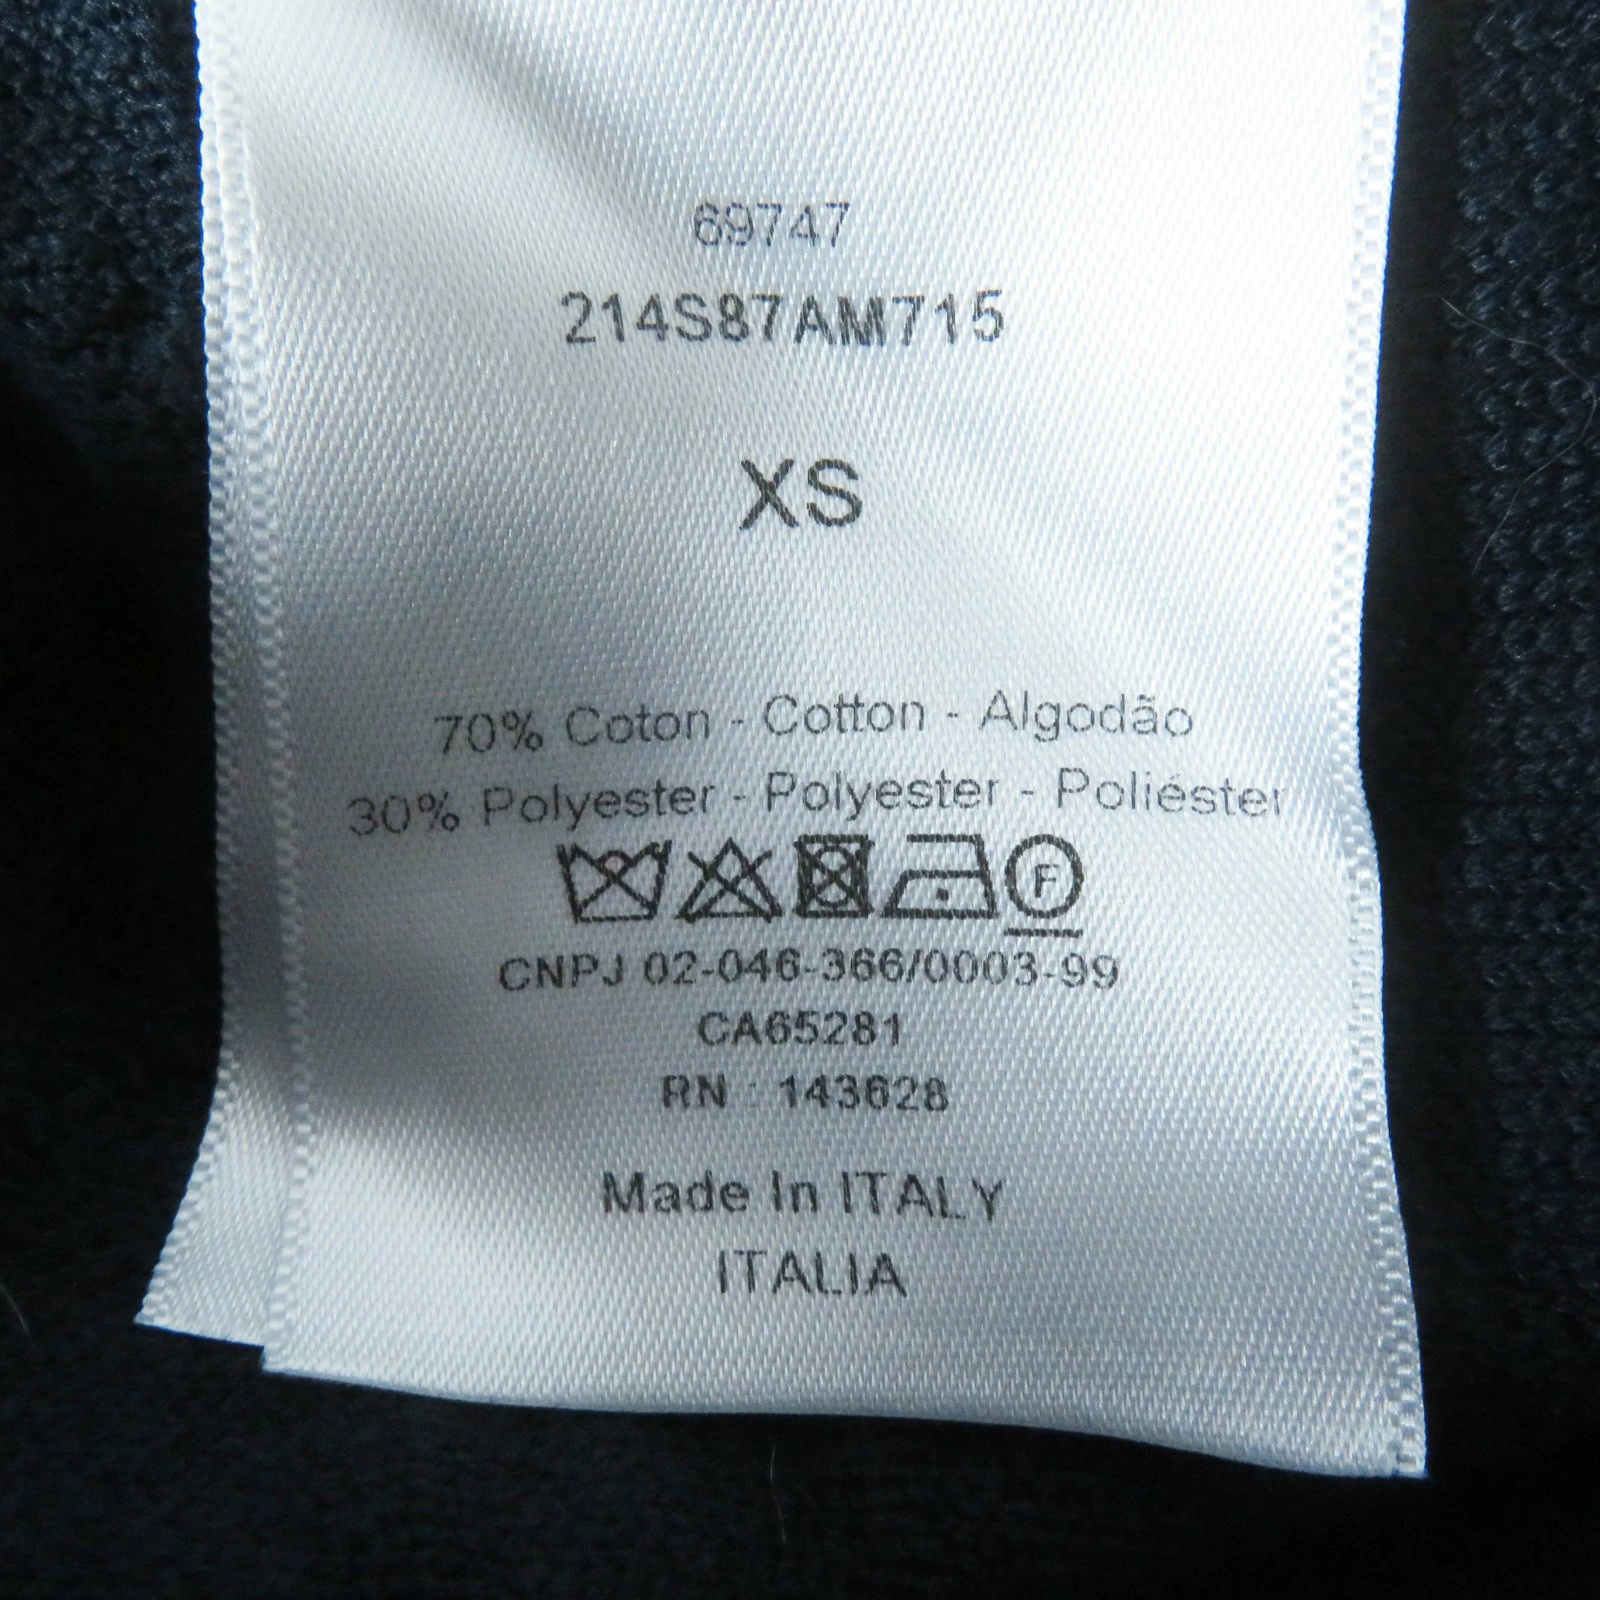 69747
214S87AM715
XS
70% Coton - Cotton - Algodão
30% Polyester - Polyester - Poliéster
F
CNPJ 02-046-366/0003-99
CA65281
RN : 143628
Made In ITALY
ITALIA